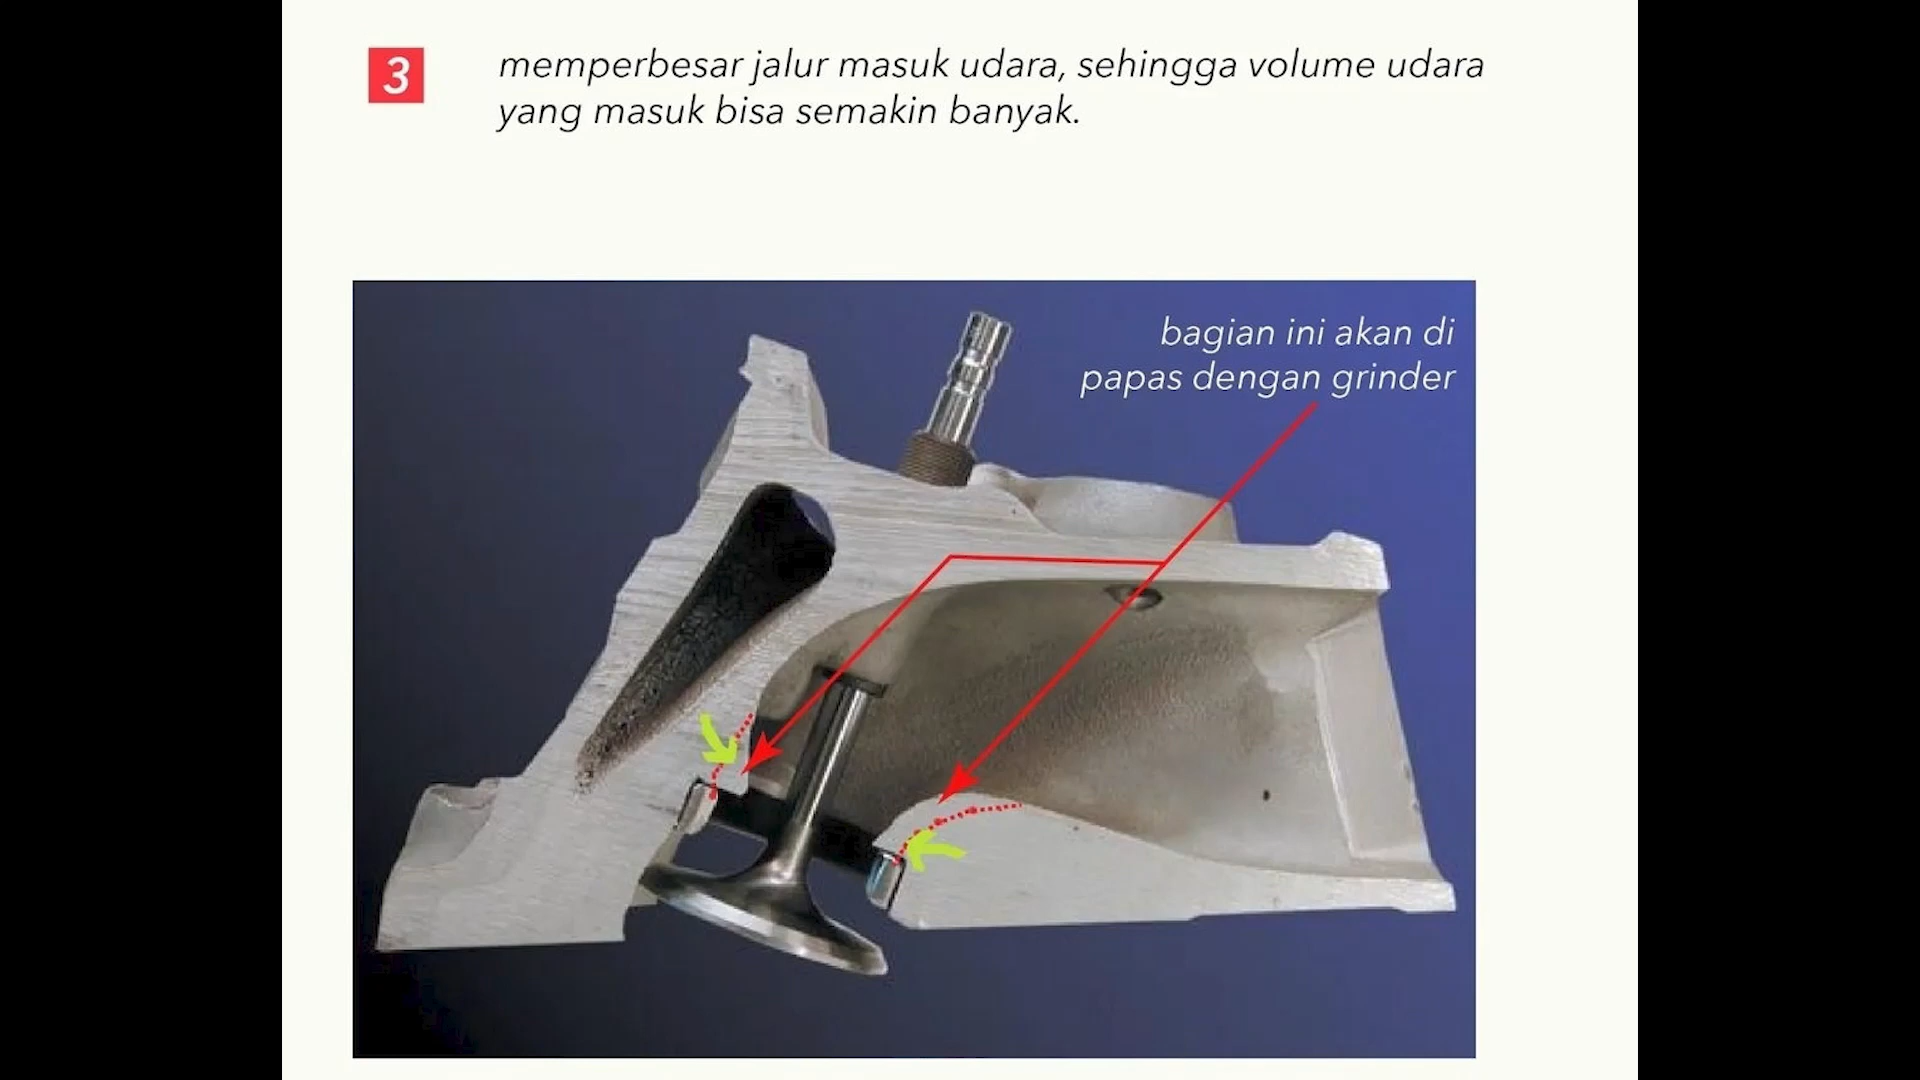 3
memperbesar jalur masuk udara, sehingga volume udara
yang masuk bisa semakin banyak.
bagian ini akan di
papas dengan grinder